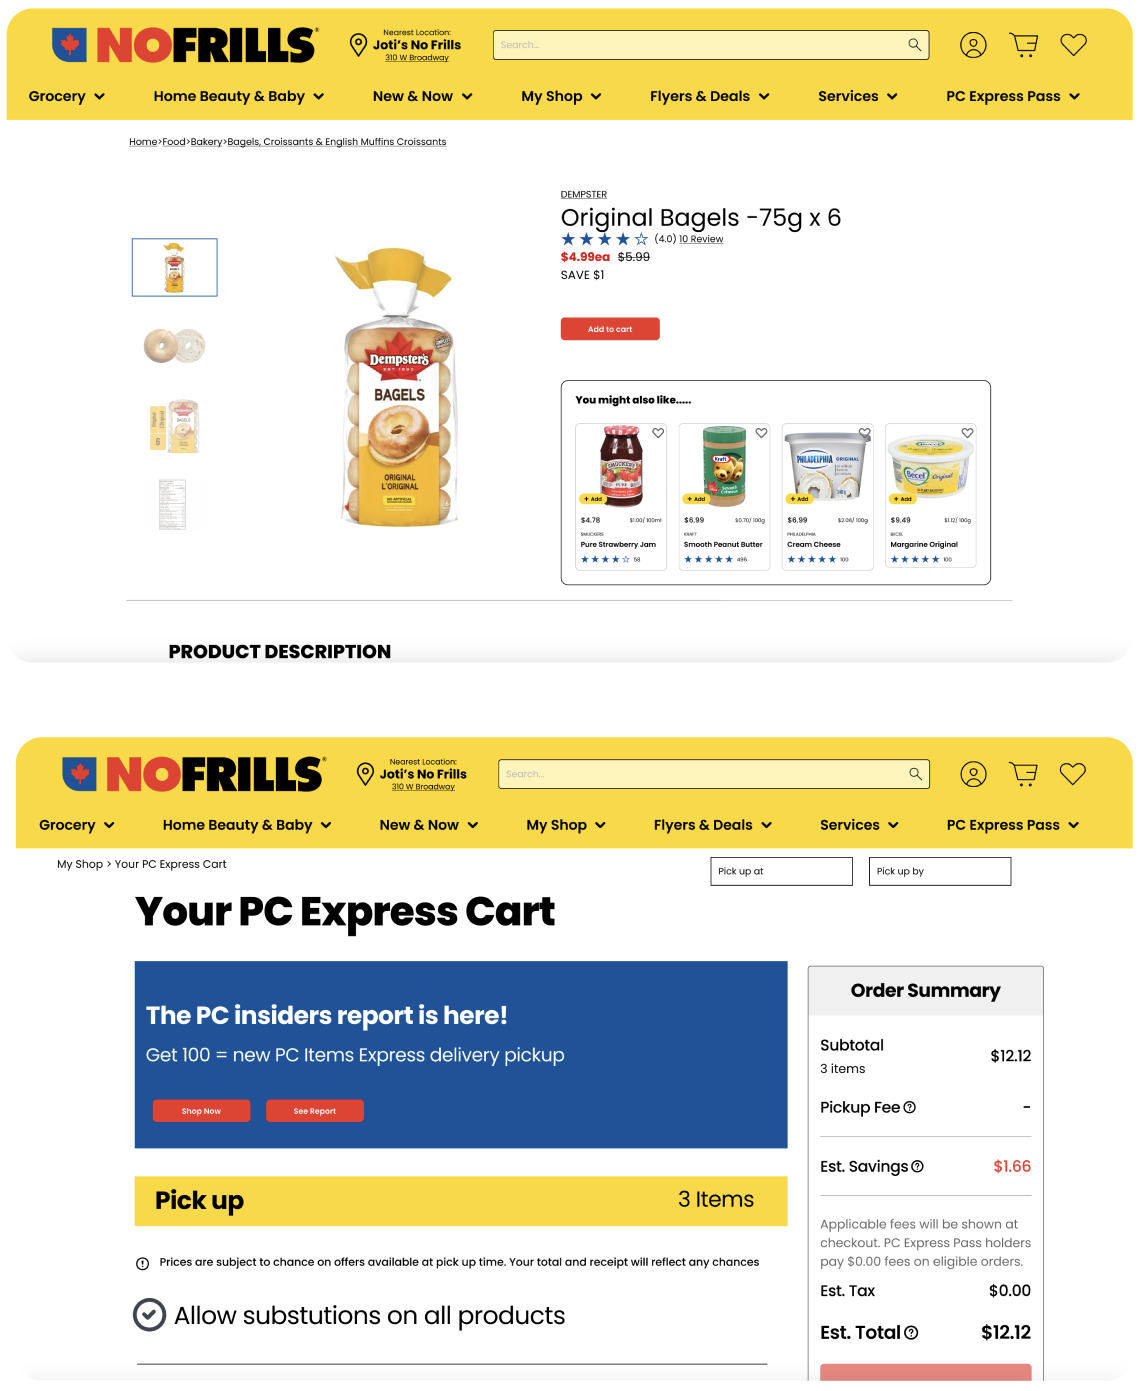 NOFRILLS®
Nearest Location:
Joti's No Frills
310 W Broadway
Search...
Grocery
Home Beauty & Baby
New & Now
My Shop
Flyers & Deals
Services
PC Express Pass
Home>Food>Bakery>Bagels, Croissants & English Muffins Croissants
DEMPSTER
Original Bagels -75g x 6
(4.0) 10 Review
$4.99ea $5.99
SAVE $1
Add to cart
Dempster's
BAGELS
ORIGINAL
L'ORIGINAL
You might also like.....
SMUCKER'S
PURE
+ Add
$4.78 $1.00/ 100ml
SMUCKERS
Pure Strawberry Jam
58
Kraft
+ Add
$6.99 $0.70/ 100g
KRAFT
Smooth Peanut Butter
496
PHILADELPHIA ORIGINAL
+ Add
$6.99 $2.06/ 100g
PHILADELPHIA
Cream Cheese
100
Becel Original
+ Add
$9.49 $1.12/ 100g
BECEL
Margarine Original
100
PRODUCT DESCRIPTION
NOFRILLS®
Nearest Location:
Joti's No Frills
310 W Broadway
Search...
Grocery
Home Beauty & Baby
New & Now
My Shop
Flyers & Deals
Services
PC Express Pass
My Shop > Your PC Express Cart
Pick up at
Pick up by
Your PC Express Cart
The PC insiders report is here!
Get 100 = new PC Items Express delivery pickup
Shop Now
See Report
Pick up
3 Items
Prices are subject to chance on offers available at pick up time. Your total and receipt will reflect any chances
Allow substutions on all products
Order Summary
Subtotal
3 items
$12.12
Pickup Fee -
Est. Savings $1.66
Applicable fees will be shown at
checkout. PC Express Pass holders
pay $0.00 fees on eligible orders.
Est. Tax $0.00
Est. Total $12.12